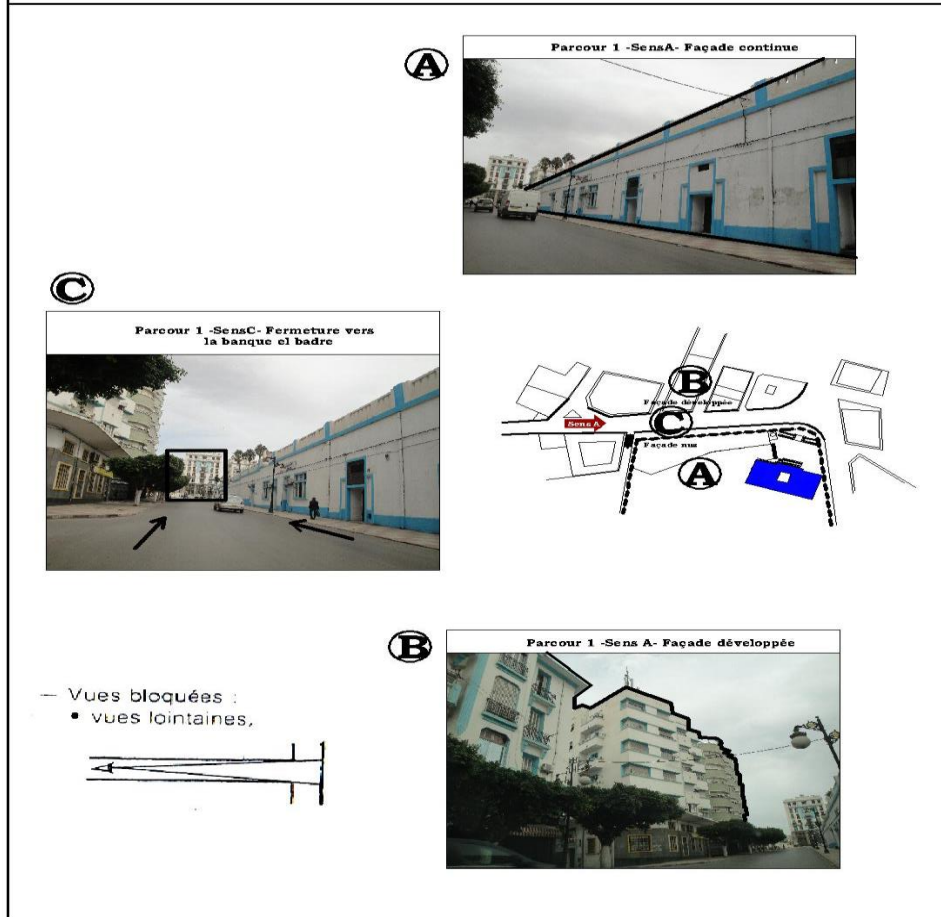 A
Parcour 1 -SensA- Façade continue
C
Parcour 1 -SensC- Fermeture vers
la banque el badre
B
Façade développée
Sens A
C
Façade nus
A
B
Parcour 1 -Sens A- Façade développée
— Vues bloquées :
• vues lointaines,